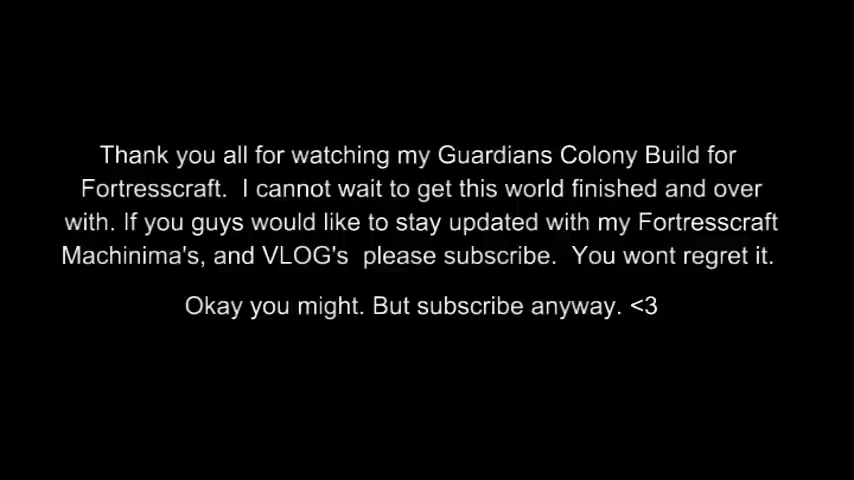 Thank you all for watching my Guardians Colony Build for
Fortresscraft.  I cannot wait to get this world finished and over
with. If you guys would like to stay updated with my Fortresscraft
Machinima's, and VLOG's  please subscribe.  You wont regret it.
Okay you might. But subscribe anyway. <3